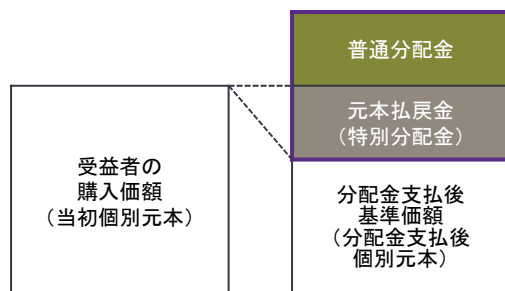 普通分配金
元本払戻金
（特別分配金）
受益者の
購入価額
（当初個別元本）
分配金支払後
基準価額
（分配金支払後
個別元本）